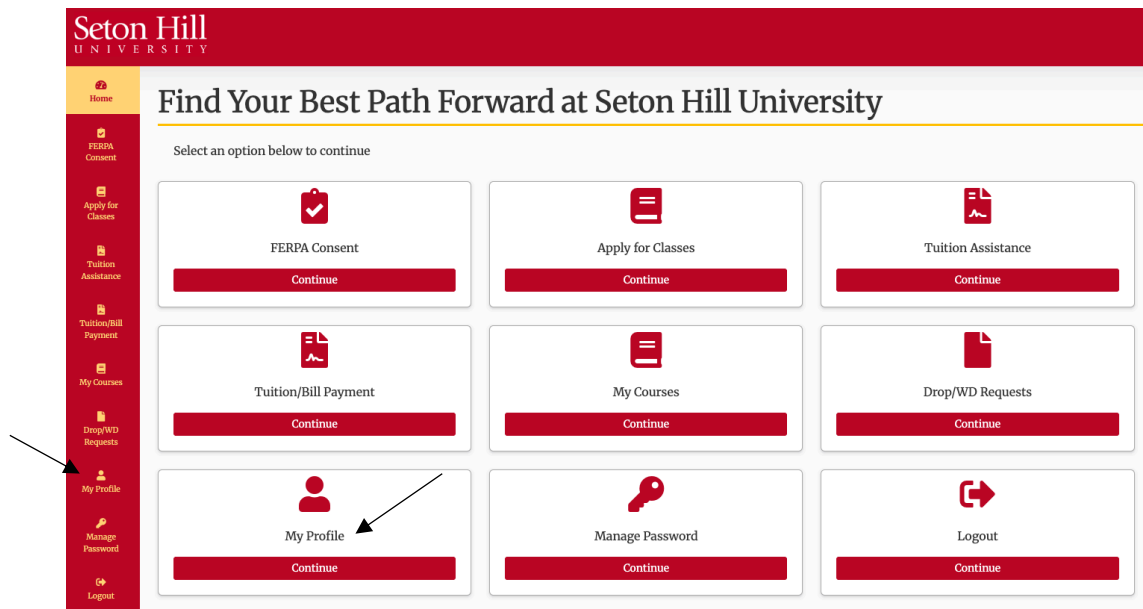 Seton Hill
UNIVERSITY
Home
FERPA
Consent
Apply for
Classes
Tuition
Assistance
Tuition/Bill
Payment
My Courses
Drop/WD
Requests
My Profile
Manage
Password
Logout
Find Your Best Path Forward at Seton Hill University
Select an option below to continue
FERPA Consent
Continue
Apply for Classes
Continue
Tuition Assistance
Continue
Tuition/Bill Payment
Continue
My Courses
Continue
Drop/WD Requests
Continue
My Profile
Continue
Manage Password
Continue
Logout
Continue